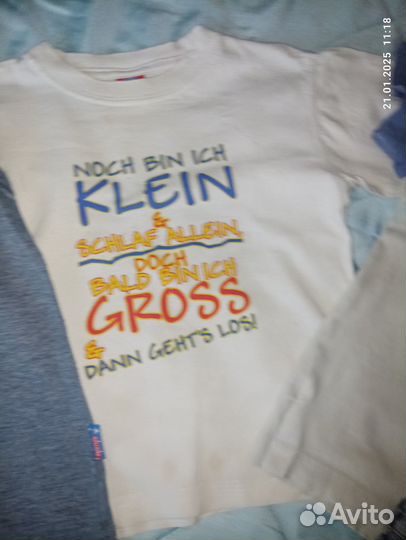 21.01.2025 11:18
NOCH BIN ICH
KLEIN
&
SCHLAF ALLEIN,
DOCH
BALD BIN ICH
GROSS
&
DANN GEHT'S LOS!
Avito